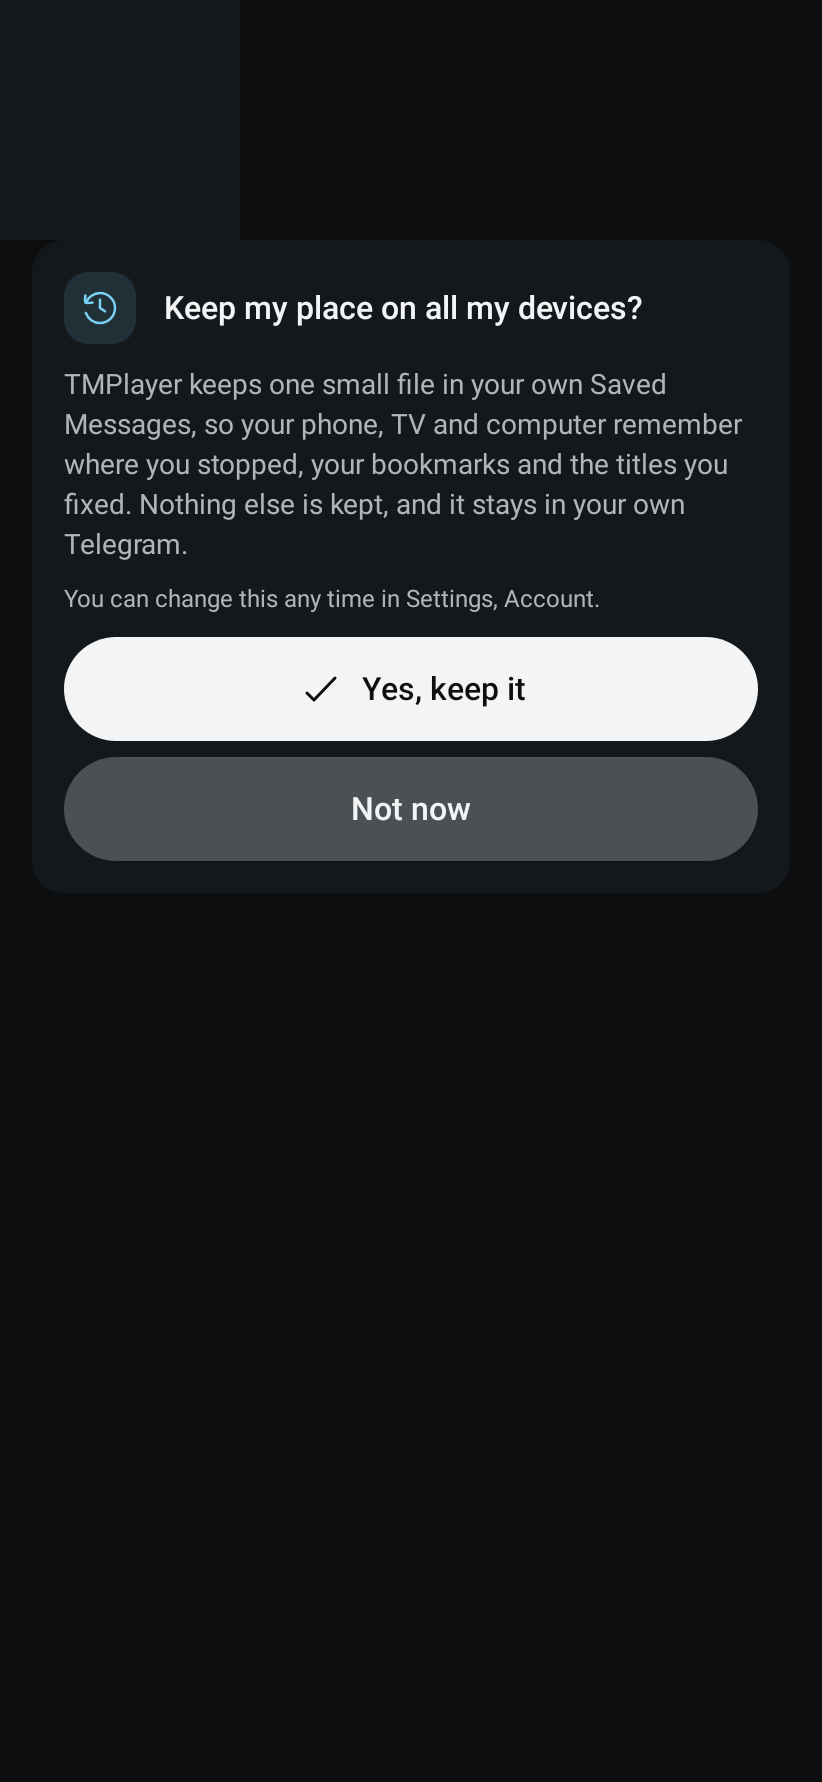 Keep my place on all my devices?
TMPlayer keeps one small file in your own Saved
Messages, so your phone, TV and computer remember
where you stopped, your bookmarks and the titles you
fixed. Nothing else is kept, and it stays in your own
Telegram.
You can change this any time in Settings, Account.
Yes, keep it
Not now